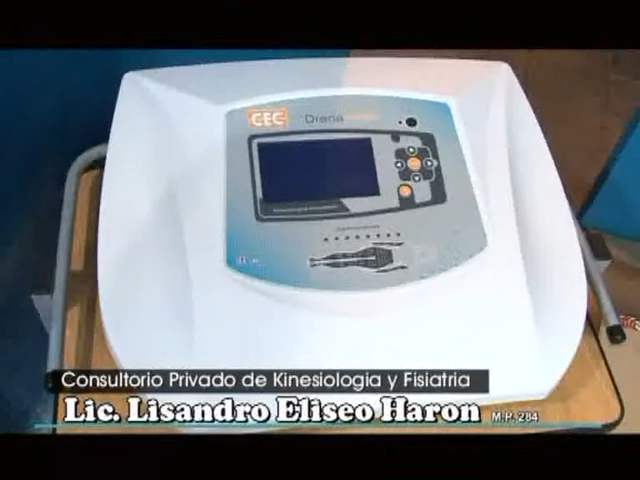 CEC
Drena
Consultorio Privado de Kinesiologia y Fisiatria
Lic. Lisandro Eliseo Haron M.P. 284